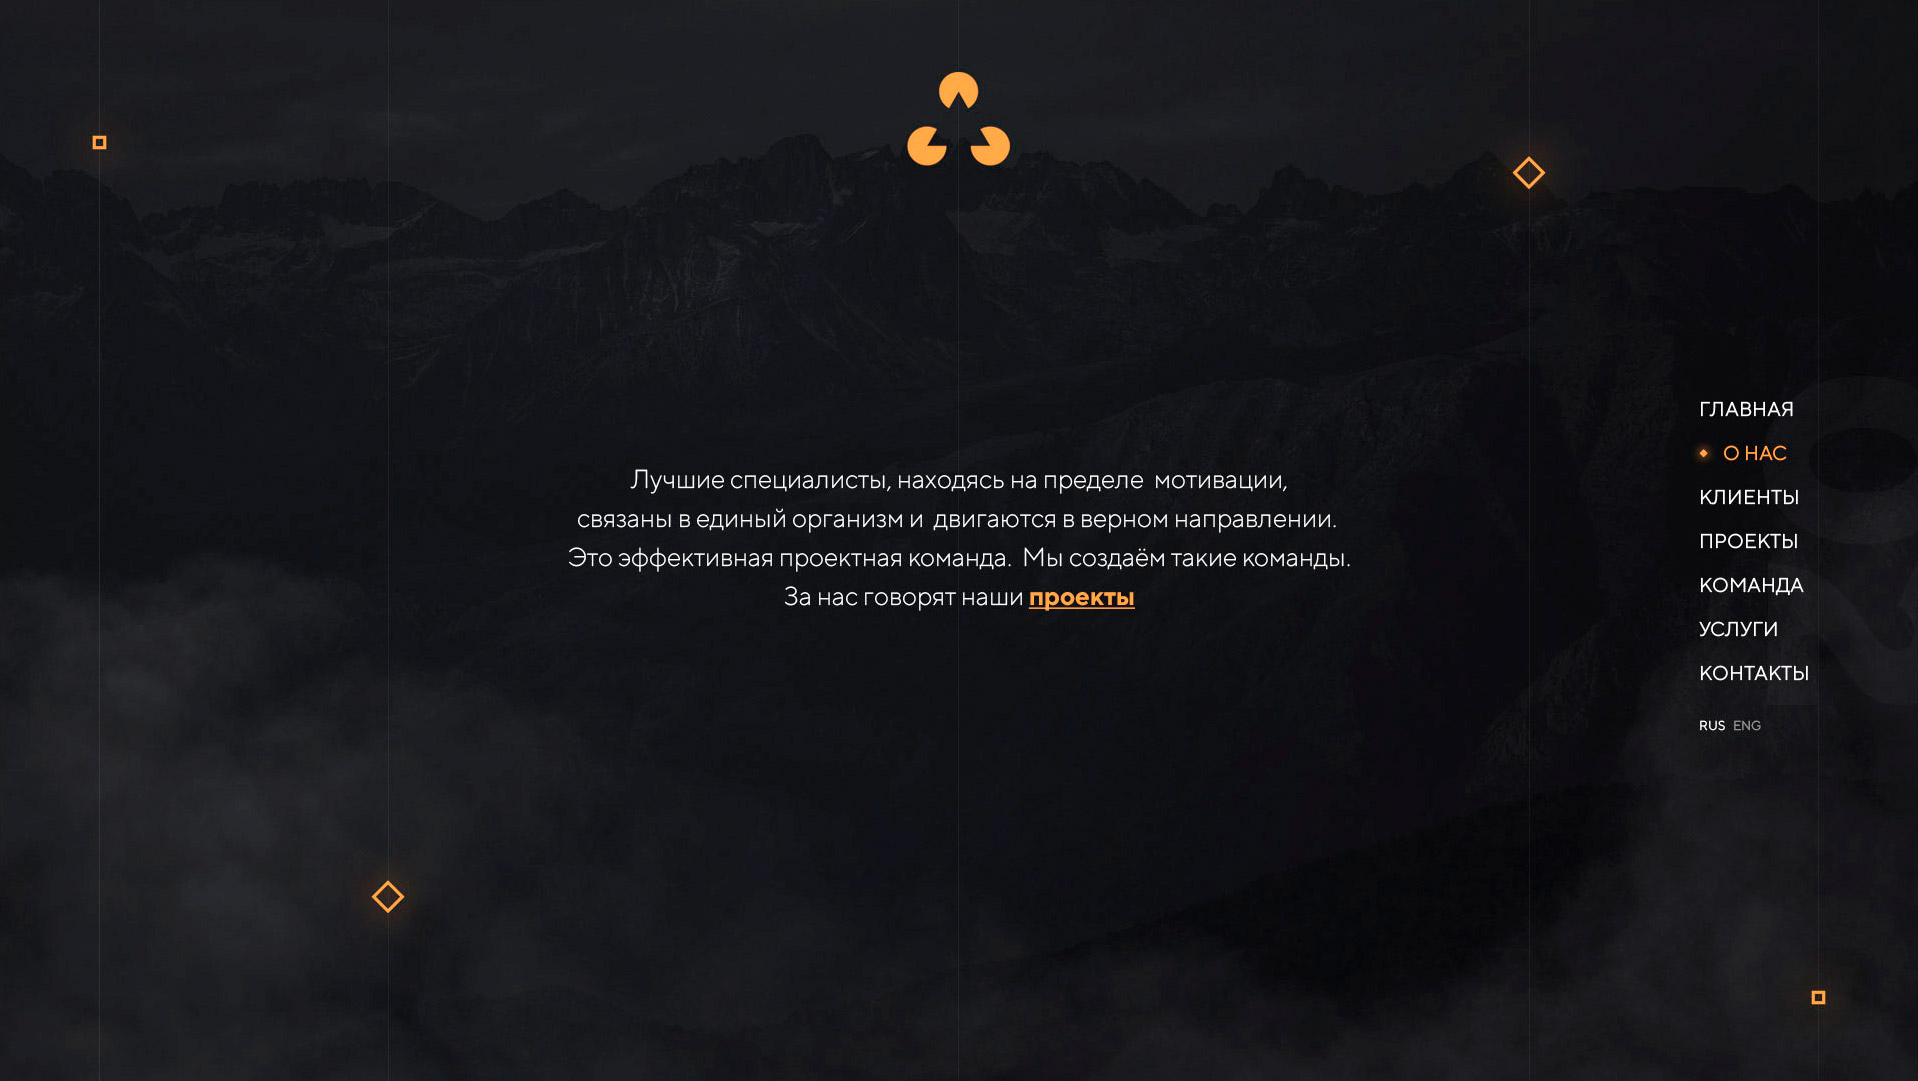 Лучшие специалисты, находясь на пределе мотивации,
связаны в единый организм и двигаются в верном направлении.
Это эффективная проектная команда. Мы создаём такие команды.
За нас говорят наши проекты
ГЛАВНАЯ
О НАС
КЛИЕНТЫ
ПРОЕКТЫ
КОМАНДА
УСЛУГИ
КОНТАКТЫ
RUS ENG